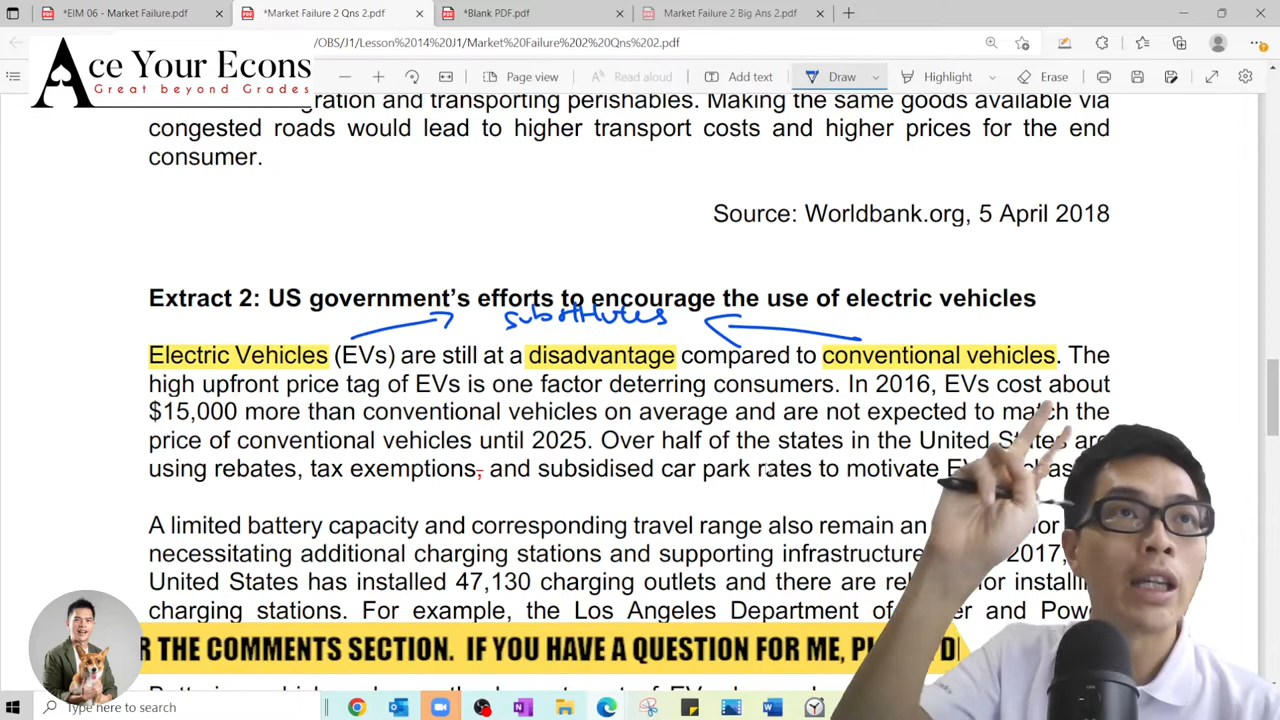 *EIM 06 - Market Failure.pdf
*Market Failure 2 Qns 2.pdf
*Blank PDF.pdf
Market Failure 2 Big Ans 2.pdf
/OBS/J1/Lesson%2014%20J1/Market%20Failure%202%20Qns%202.pdf
Ace Your Econs
Great beyond Grades
Page view
Read aloud
Add text
Draw
Highlight
Erase
gration and transporting perishables. Making the same goods available via
congested roads would lead to higher transport costs and higher prices for the end
consumer.
Source: Worldbank.org, 5 April 2018
Extract 2: US government's efforts to encourage the use of electric vehicles
substitutes
Electric Vehicles (EVs) are still at a disadvantage compared to conventional vehicles. The
high upfront price tag of EVs is one factor deterring consumers. In 2016, EVs cost about
$15,000 more than conventional vehicles on average and are not expected to match the
price of conventional vehicles until 2025. Over half of the states in the United States are
using rebates, tax exemptions, and subsidised car park rates to motivate EV
A limited battery capacity and corresponding travel range also remain an
necessitating additional charging stations and supporting infrastructure 2017,
United States has installed 47,130 charging outlets and there are
charging stations. For example, the Los Angeles Department of and Power
R THE COMMENTS SECTION. IF YOU HAVE A QUESTION FOR ME,
Type here to search